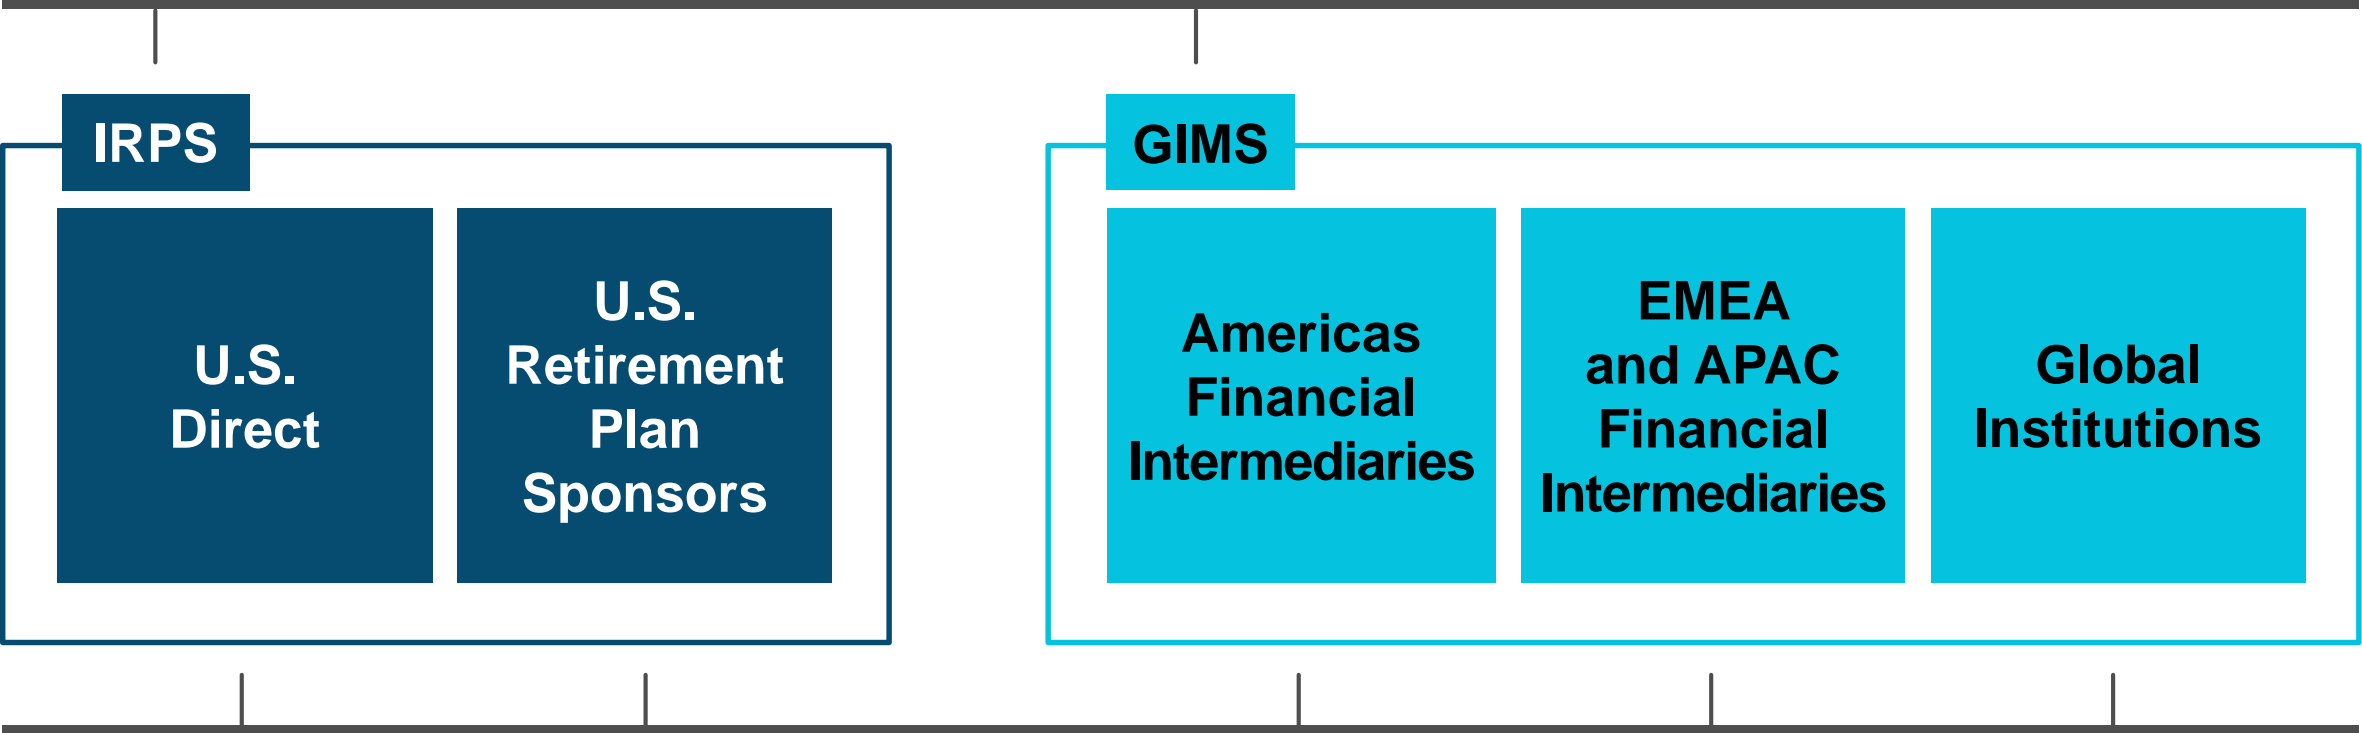 IRPS
U.S.
Direct
U.S.
Retirement
Plan
Sponsors
GIMS
Americas
Financial
Intermediaries
EMEA
and APAC
Financial
Intermediaries
Global
Institutions